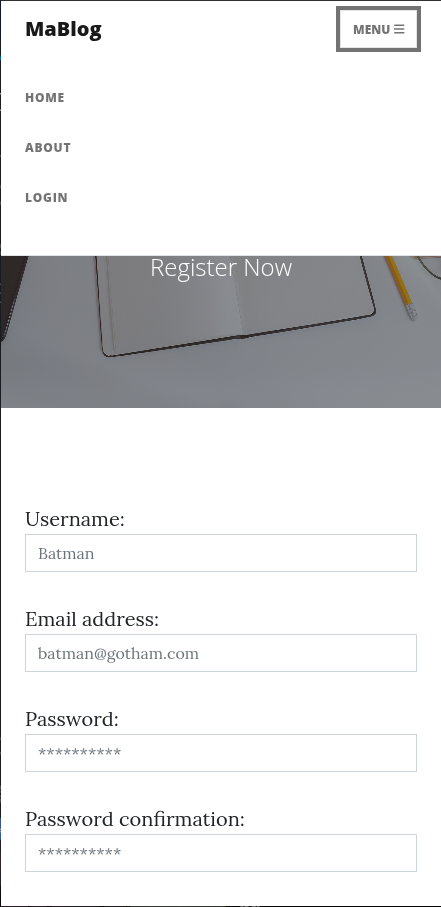 MaBlog
MENU ☰
HOME
ABOUT
LOGIN
Register Now
Username:
Batman
Email address:
batman@gotham.com
Password:
**********
Password confirmation:
**********